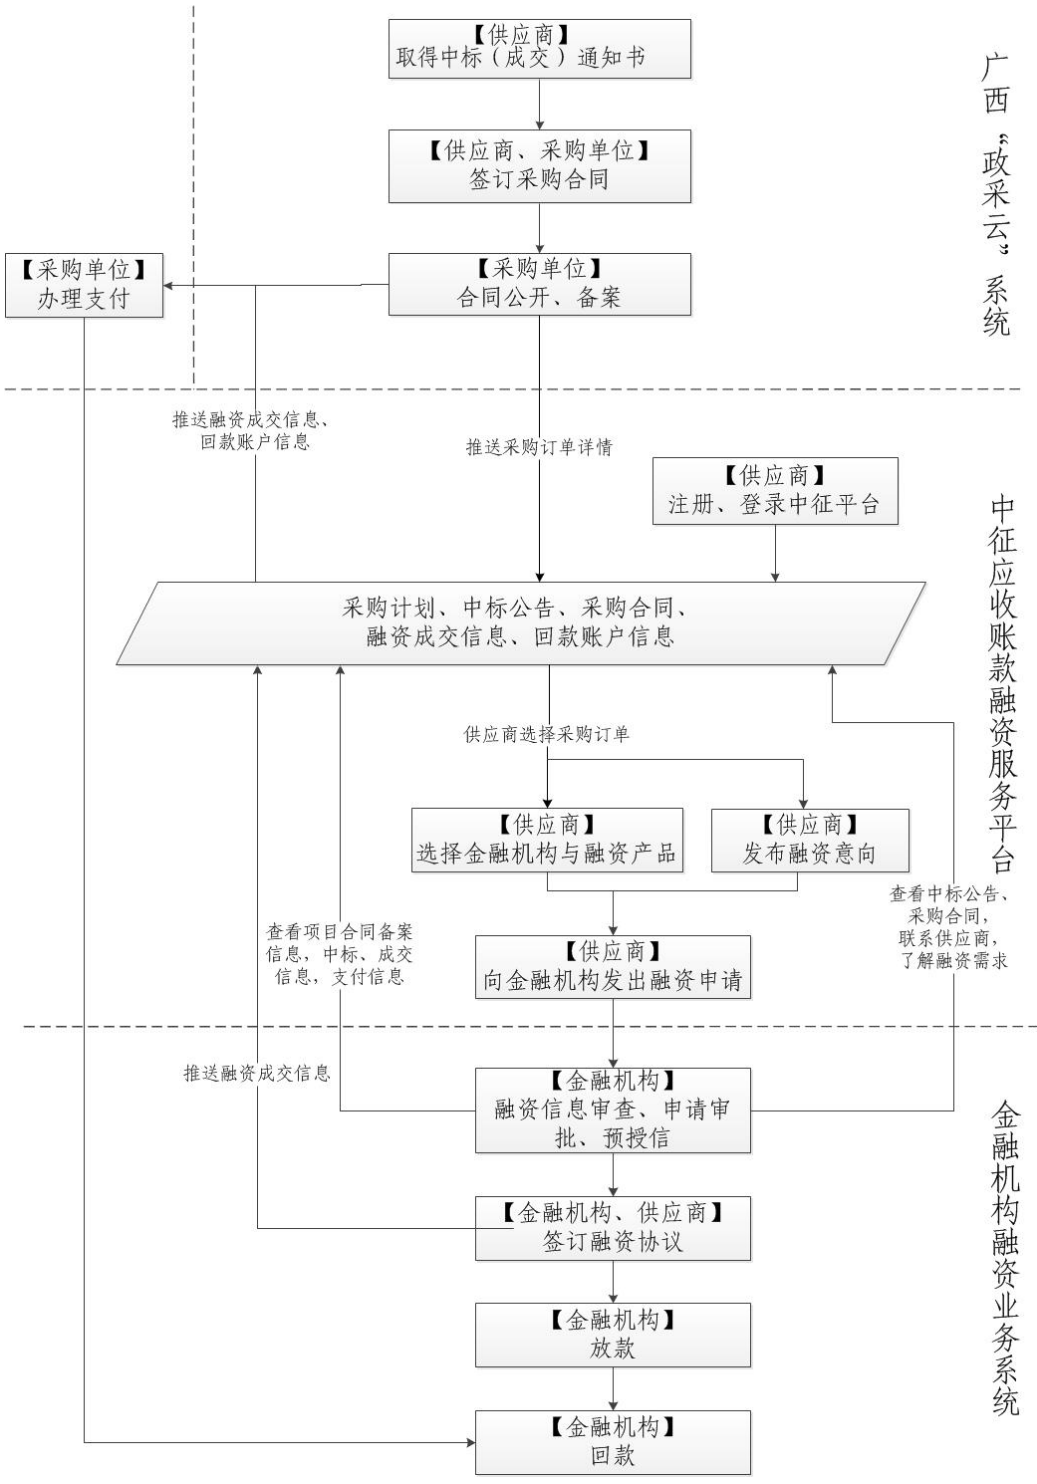 【供应商】
取得中标（成交）通知书
【供应商、采购单位】
签订采购合同
【采购单位】
办理支付
【采购单位】
合同公开、备案
广西“政采云”系统
推送融资成交信息、
回款账户信息
推送采购订单详情
【供应商】
注册、登录中征平台
采购计划、中标公告、采购合同、
融资成交信息、回款账户信息
中征应收账款融资服务平台
供应商选择采购订单
【供应商】
选择金融机构与融资产品
【供应商】
发布融资意向
查看项目合同备案
信息，中标、成交
信息，支付信息
查看中标公告、
采购合同，
联系供应商，
了解融资需求
【供应商】
向金融机构发出融资申请
推送融资成交信息
【金融机构】
融资信息审查、申请审
批、预授信
【金融机构、供应商】
签订融资协议
【金融机构】
放款
【金融机构】
回款
金融机构融资业务系统